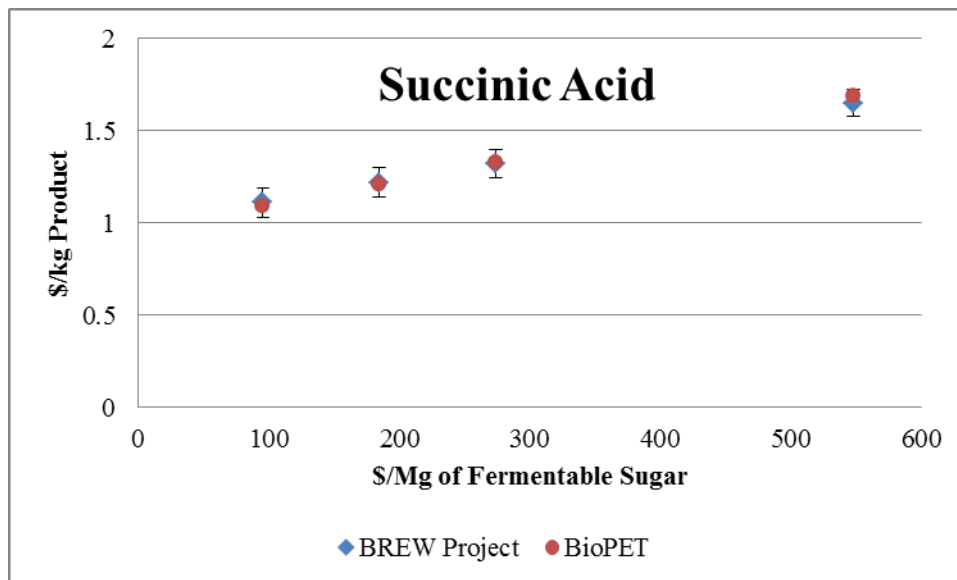 Succinic Acid
2
1.5
1
0.5
0
$/kg Product
0 100 200 300 400 500 600
$/Mg of Fermentable Sugar
BREW Project BioPET